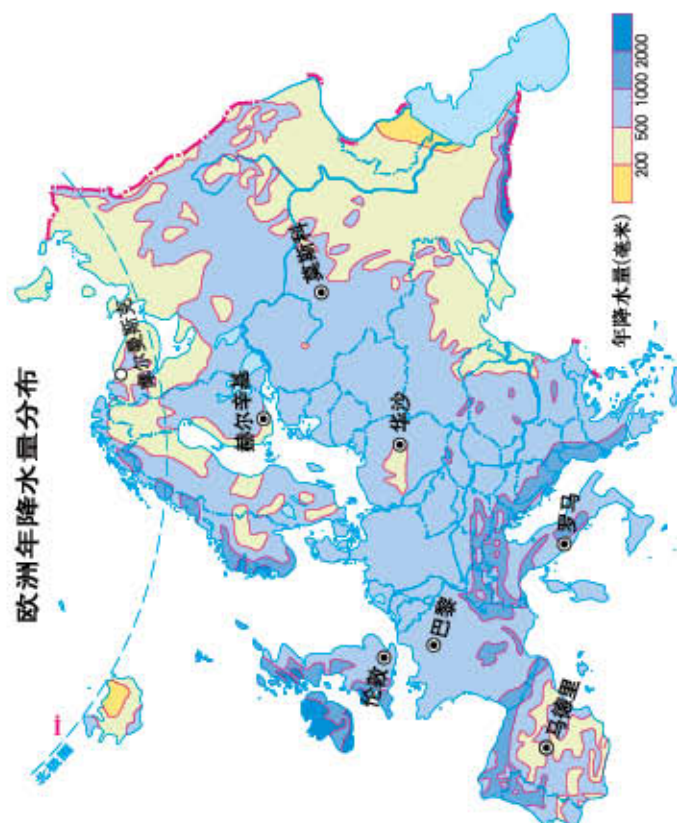 欧洲年降水量分布
i
北极圈
摩尔曼斯克
赫尔辛基
莫斯科
华沙
伦敦
巴黎
罗马
马德里
年降水量(毫米)
200 500 1000 2000